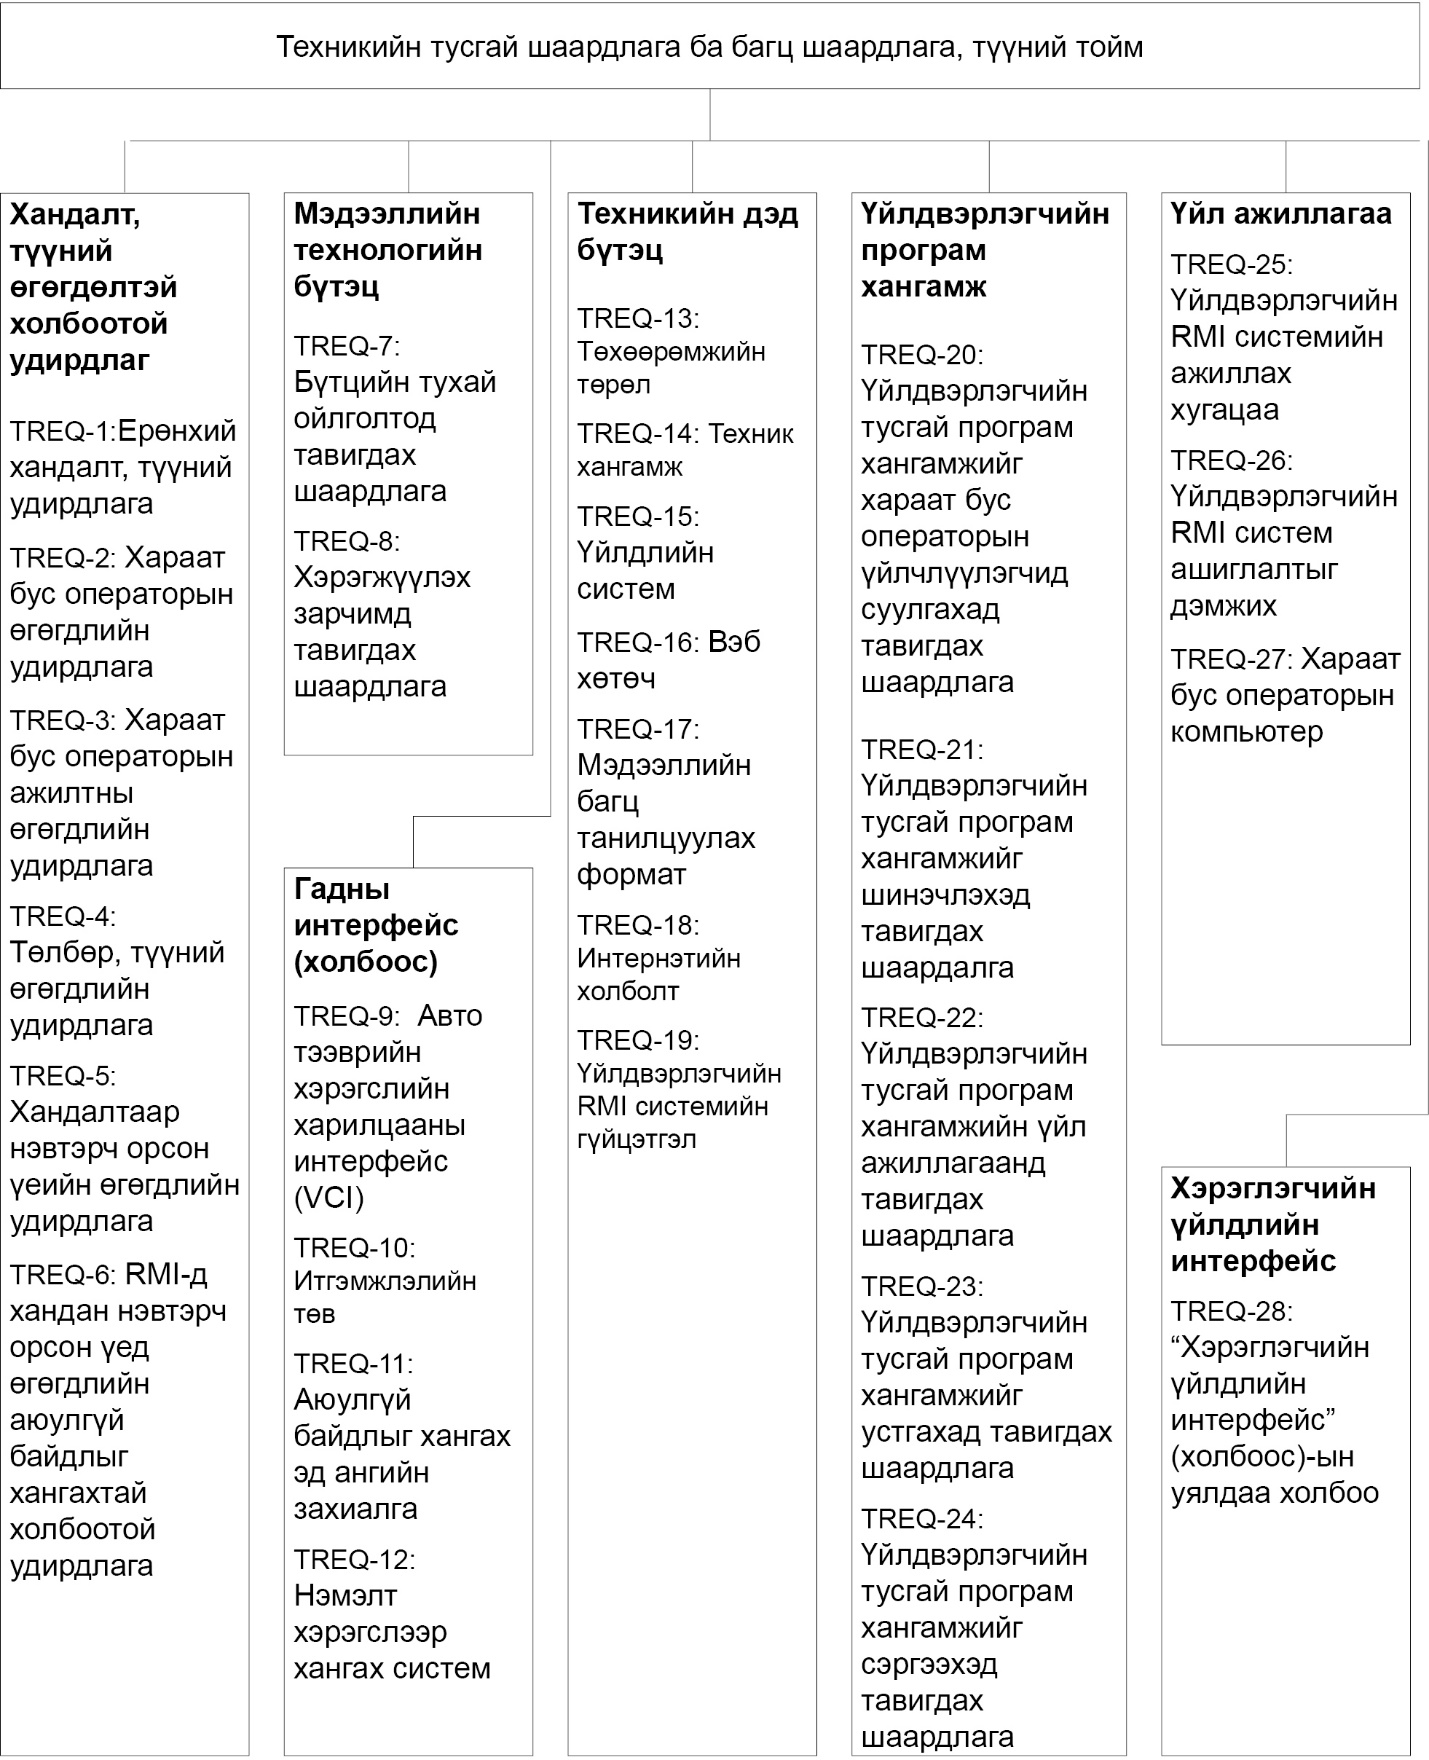 Техникийн тусгай шаардлага ба багц шаардлага, түүний тойм
Хандалт,
түүний
өгөгдөлтэй
холбоотой
удирдлаг
TREQ-1:Ерөнхий
хандалт, түүний
удирдлага
TREQ-2: Хараат
бус операторын
өгөгдлийн
удирдлага
TREQ-3: Хараат
бус операторын
ажилтны
өгөгдлийн
удирдлага
TREQ-4:
Төлбөр, түүний
өгөгдлийн
удирдлага
TREQ-5:
Хандалтаар
нэвтэрч орсон
үеийн өгөгдлийн
удирдлага
TREQ-6: RMI-д
хандан нэвтэрч
орсон үед
өгөгдлийн
аюулгүй
байдлыг
хангахтай
холбоотой
удирдлага
Мэдээллийн
технологийн
бүтэц
TREQ-7:
Бүтцийн тухай
ойлголтод
тавигдах
шаардлага
TREQ-8:
Хэрэгжүүлэх
зарчимд
тавигдах
шаардлага
Гадны
интерфейс
(холбоос)
TREQ-9: Авто
тээврийн
хэрэгслийн
харилцааны
интерфейс
(VCI)
TREQ-10:
Итгэмжлэлийн
төв
TREQ-11:
Аюулгүй
байдлыг хангах
эд ангийн
захиалга
TREQ-12:
Нэмэлт
хэрэгслээр
хангах систем
Техникийн дэд
бүтэц
TREQ-13:
Төхөөрөмжийн
төрөл
TREQ-14: Техник
хангамж
TREQ-15:
Үйлдлийн
систем
TREQ-16: Вэб
хөтөч
TREQ-17:
Мэдээллийн
багц
танилцуулах
формат
TREQ-18:
Интернэтийн
холболт
TREQ-19:
Үйлдвэрлэгчийн
RMI системийн
гүйцэтгэл
Үйлдвэрлэгчийн
програм
хангамж
TREQ-20:
Үйлдвэрлэгчийн
тусгай програм
хангамжийг
хараат бус
операторын
үйлчлүүлэгчид
суулгахад
тавигдах
шаардлага
TREQ-21:
Үйлдвэрлэгчийн
тусгай програм
хангамжийг
шинэчлэхэд
тавигдах
шаардалга
TREQ-22:
Үйлдвэрлэгчийн
тусгай програм
хангамжийн үйл
ажиллагаанд
тавигдах
шаардлага
TREQ-23:
Үйлдвэрлэгчийн
тусгай програм
хангамжийг
устгахад тавигдах
шаардлага
TREQ-24:
Үйлдвэрлэгчийн
тусгай програм
хангамжийг
сэргээхэд
тавигдах
шаардлага
Үйл ажиллагаа
TREQ-25:
Үйлдвэрлэгчийн
RMI системийн
ажиллах
хугацаа
TREQ-26:
Үйлдвэрлэгчийн
RMI систем
ашиглалтыг
дэмжих
TREQ-27: Хараат
бус операторын
компьютер
Хэрэглэгчийн
үйлдлийн
интерфейс
TREQ-28:
“Хэрэглэгчийн
үйлдлийн
интерфейс”
(холбоос)-ын
уялдаа холбоо